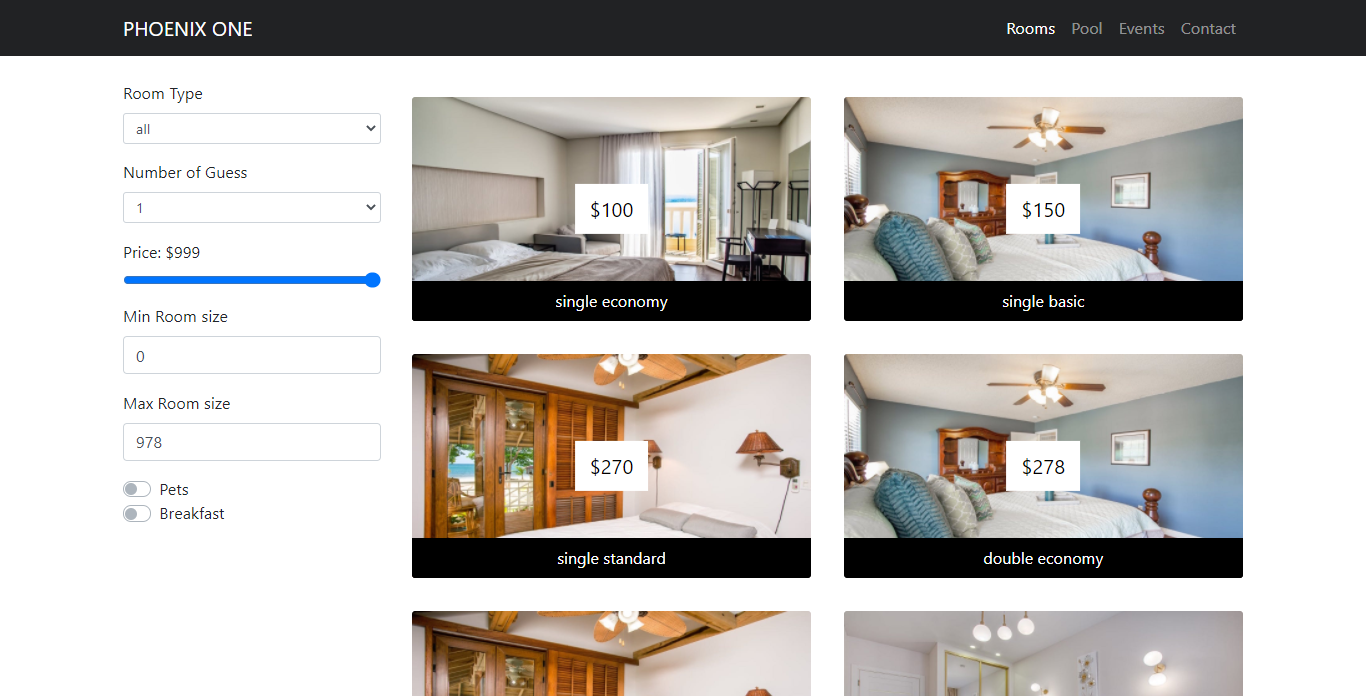 PHOENIX ONE
Rooms Pool Events Contact
Room Type
all
Number of Guess
1
Price: $999
Min Room size
0
Max Room size
978
Pets
Breakfast
$100
single economy
$150
single basic
$270
single standard
$278
double economy